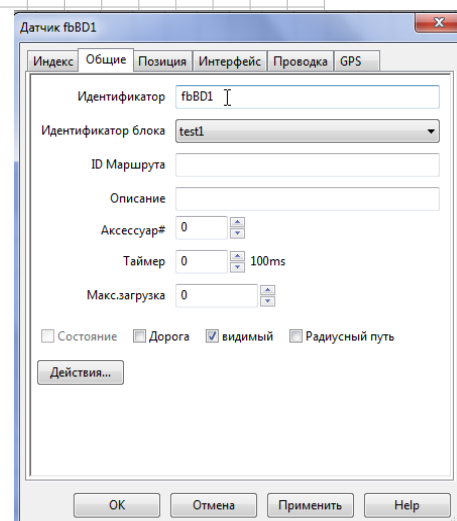 Датчик fbBD1
Индекс Общие Позиция Интерфейс Проводка GPS
Идентификатор fbBD1
Идентификатор блока test1
ID Маршрута
Описание
Аксессуар# 0
Таймер 0 100ms
Макс.загрузка 0
Состояние Дорога видимый Радиусный путь
Действия...
OK Отмена Применить Help